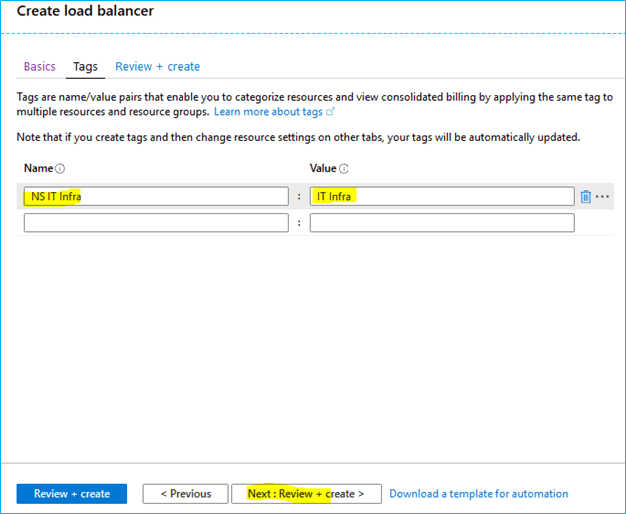 Create load balancer
Basics Tags Review + create
Tags are name/value pairs that enable you to categorize resources and view consolidated billing by applying the same tag to
multiple resources and resource groups. Learn more about tags
Note that if you create tags and then change resource settings on other tabs, your tags will be automatically updated.
Name Value
NS IT Infra : IT Infra
:
Review + create < Previous Next : Review + create > Download a template for automation